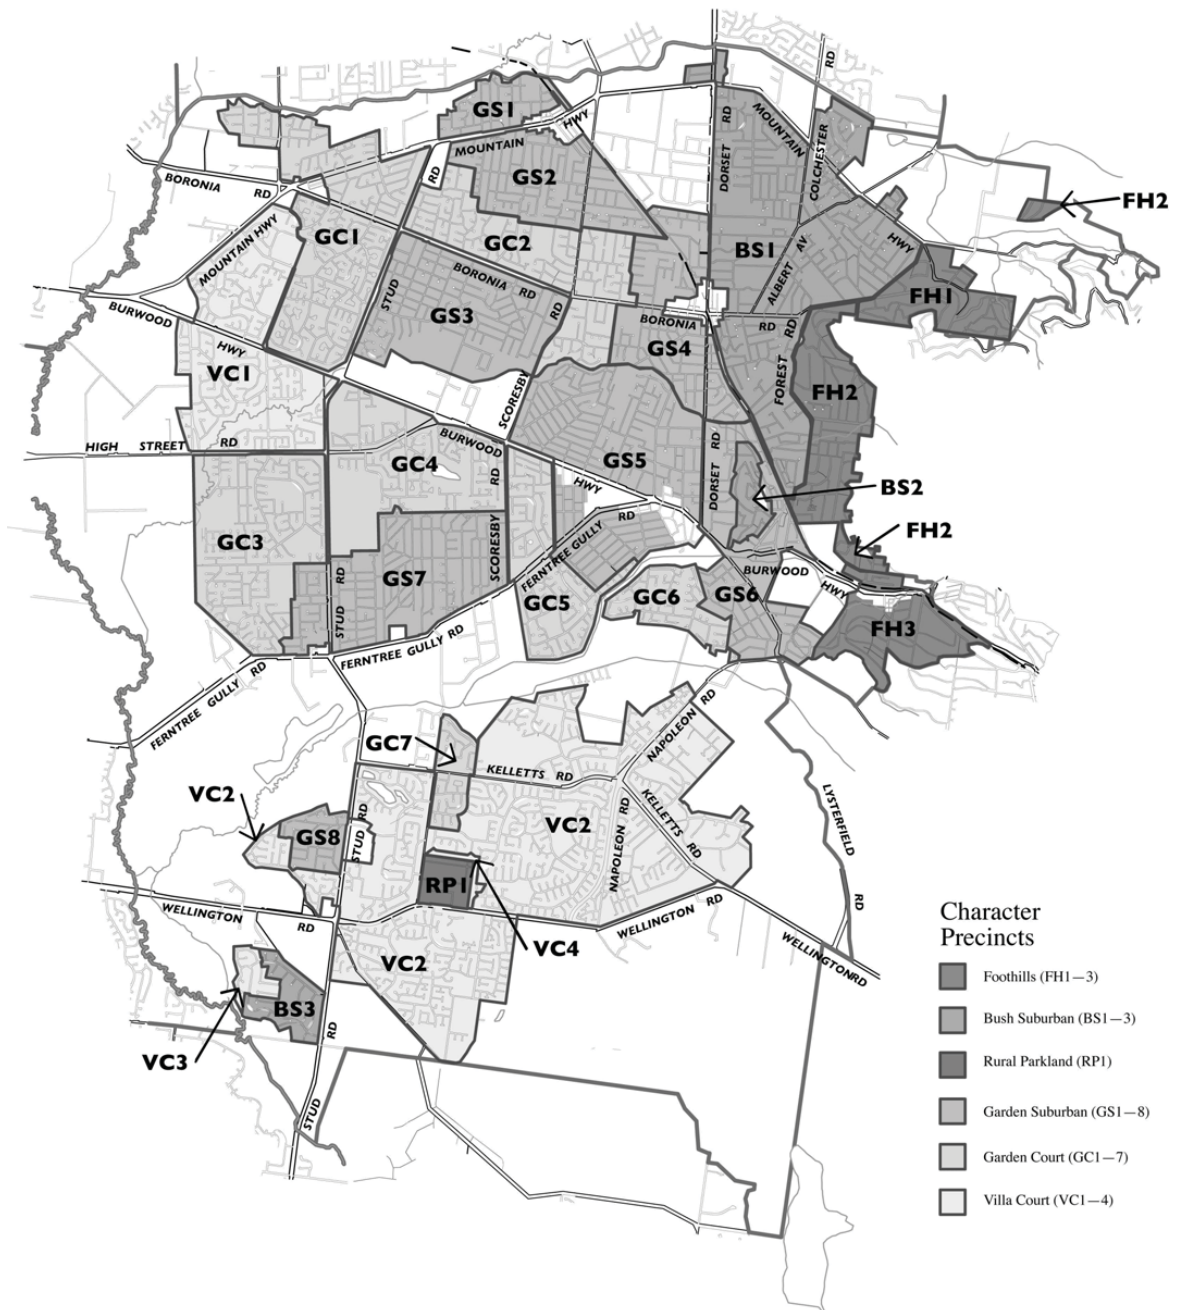 RD
GS1
HWY
MOUNTAIN
MOUNTAIN
RD
DORSET
COLCHESTER
BORONIA RD
RD
GS2
FH2
MOUNTAIN HWY
GC1
GC2
BS1
ALBERT AV
HWY
STUD
BORONIA RD
FH1
BURWOOD
HWY
GS3
RD
BORONIA
RD
RD
GS4
FOREST
VC1
SCORESBY
FH2
HIGH STREET RD
BURWOOD
HWY
GC4
RD
GS5
DORSET
RD
BS2
RD
FH2
GC3
SCORESBY
FERNTREE GULLY
BURWOOD
HWY
RD
STUD
GS7
GC5
GC6
GS6
FH3
FERNTREE GULLY RD
FERNTREE GULLY RD
NAPOLEON RD
GC7
KELLETTS RD
VC2
RD
STUD
GS8
VC2
NAPOLEON RD
KELLETTS RD
LYSTERFIELD
RD
RP1
WELLINGTON
RD
WELLINGTON RD
VC4
WELLINGTON RD
VC2
BS3
RD
VC3
STUD
Character
Precincts
Foothills (FH1—3)
Bush Suburban (BS1—3)
Rural Parkland (RP1)
Garden Suburban (GS1—8)
Garden Court (GC1—7)
Villa Court (VC1—4)